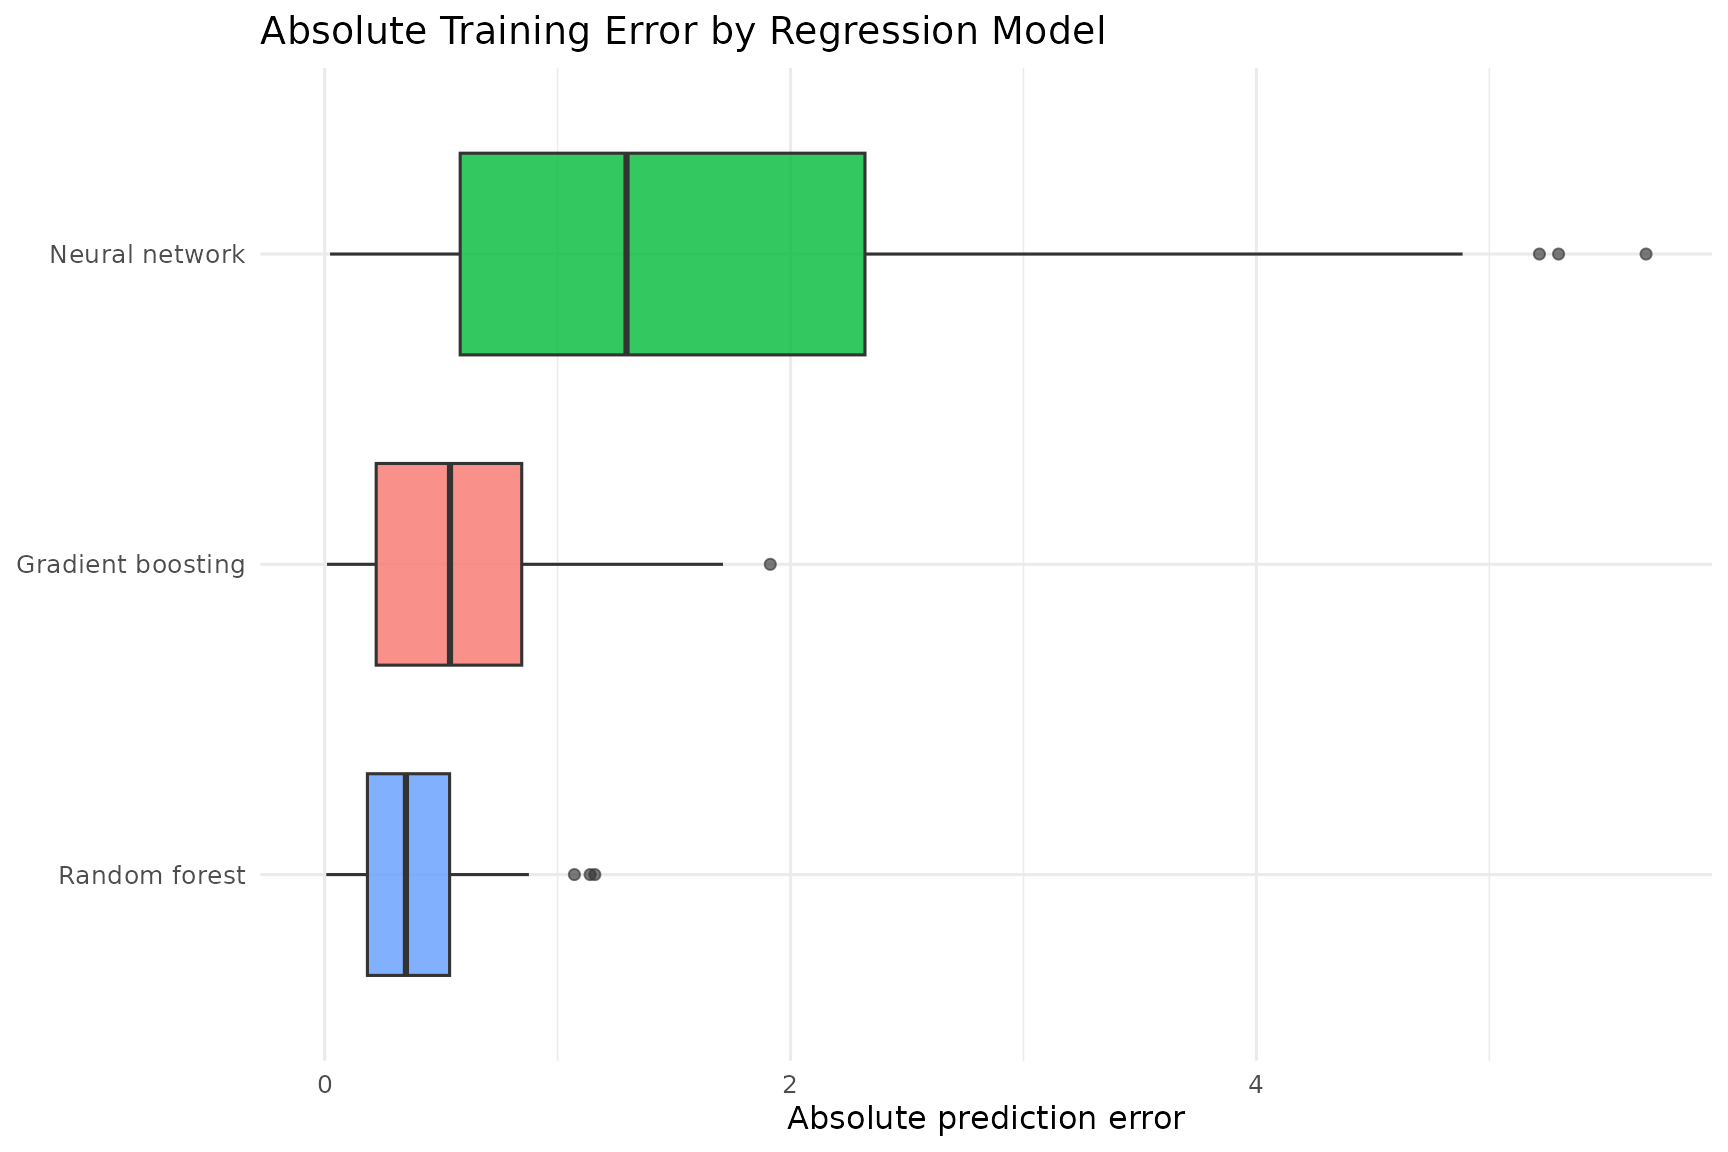 Absolute Training Error by Regression Model
Neural network
Gradient boosting
Random forest
0 2 4
Absolute prediction error